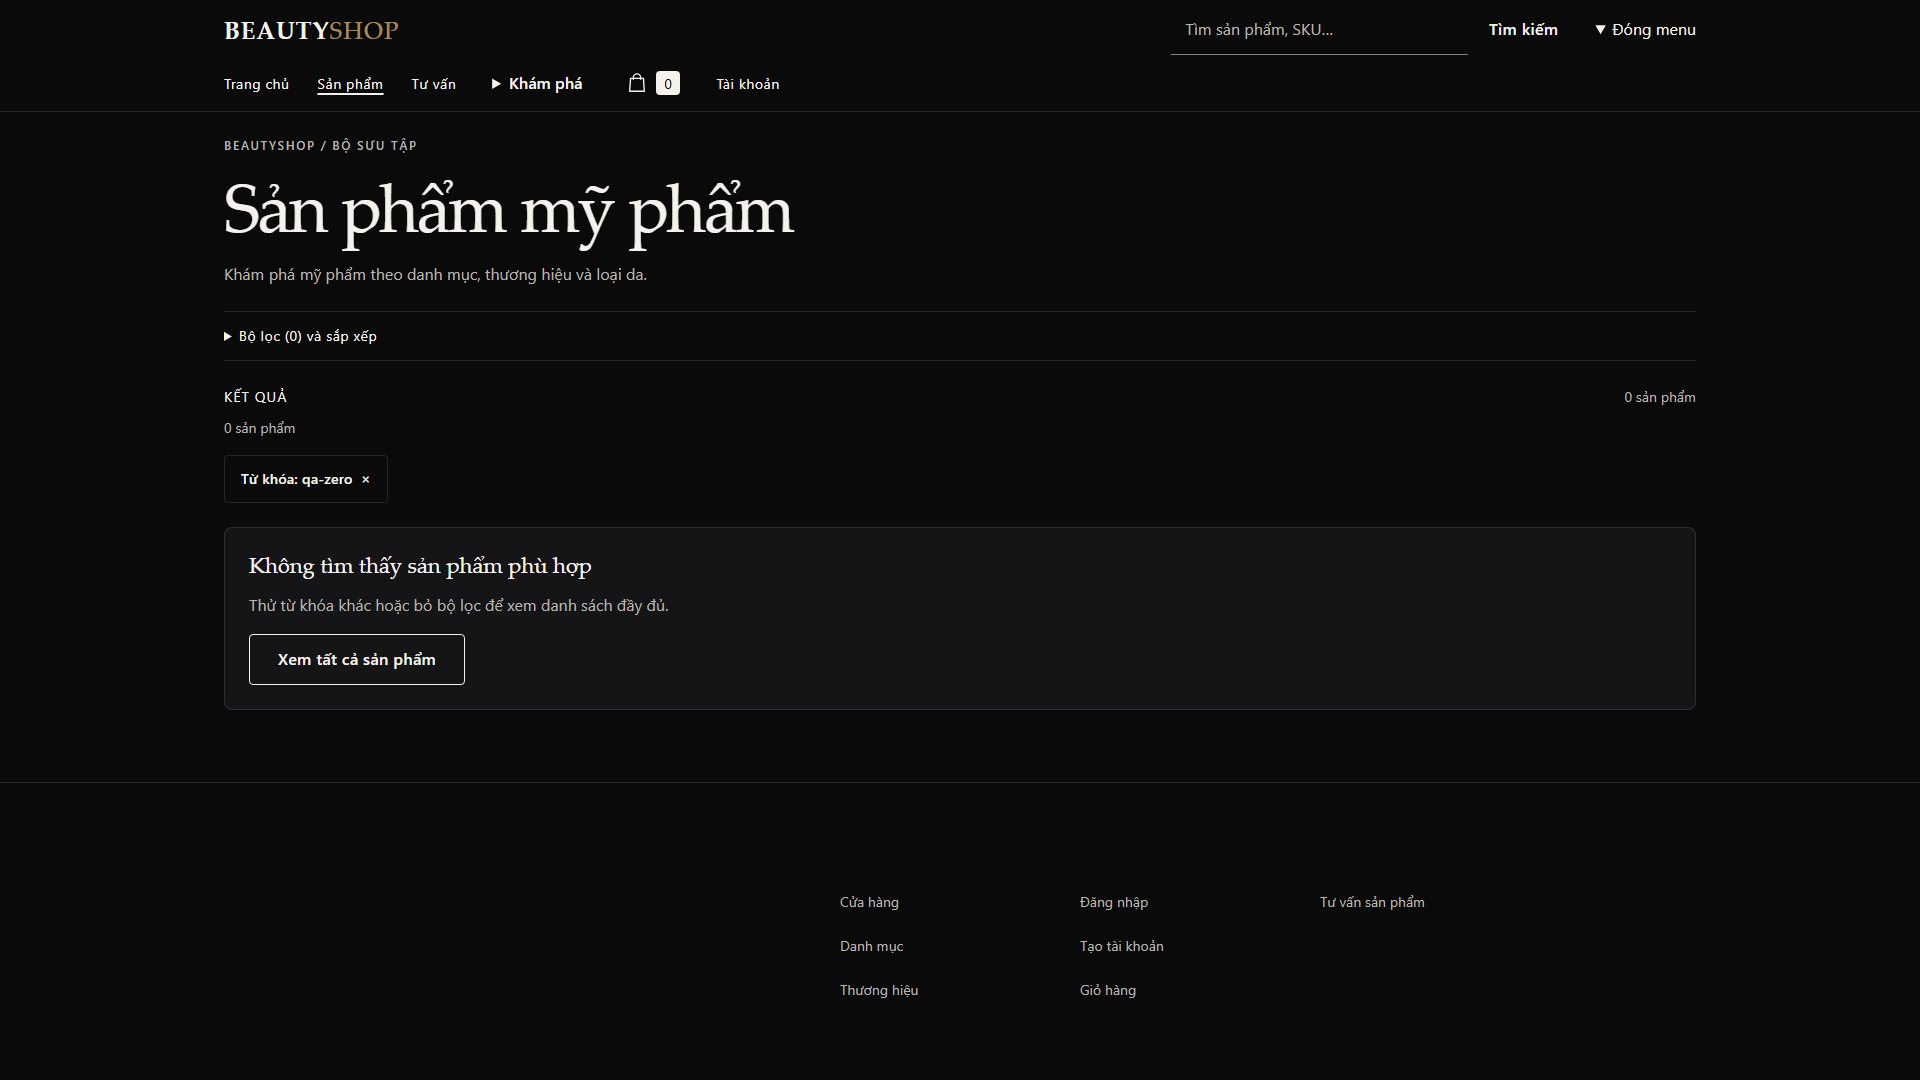 BEAUTYSHOP
Tìm sản phẩm, SKU...
Tìm kiếm
▼ Đóng menu
Trang chủ
Sản phẩm
Tư vấn
▶ Khám phá
0
Tài khoản
BEAUTYSHOP / BỘ SƯU TẬP
Sản phẩm mỹ phẩm
Khám phá mỹ phẩm theo danh mục, thương hiệu và loại da.
▶ Bộ lọc (0) và sắp xếp
KẾT QUẢ
0 sản phẩm
0 sản phẩm
Từ khóa: qa-zero ×
Không tìm thấy sản phẩm phù hợp
Thử từ khóa khác hoặc bỏ bộ lọc để xem danh sách đầy đủ.
Xem tất cả sản phẩm
Cửa hàng
Danh mục
Thương hiệu
Đăng nhập
Tạo tài khoản
Giỏ hàng
Tư vấn sản phẩm